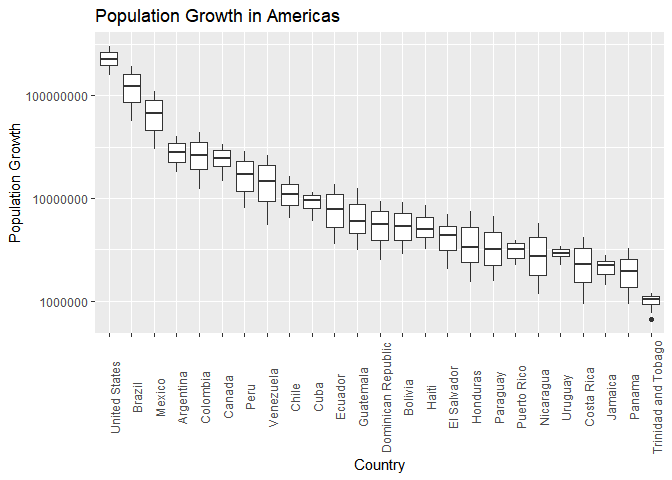 Population Growth in Americas
Population Growth
100000000
10000000
1000000
United States
Brazil
Mexico
Argentina
Colombia
Canada
Peru
Venezuela
Chile
Cuba
Ecuador
Guatemala
Dominican Republic
Bolivia
Haiti
El Salvador
Honduras
Paraguay
Puerto Rico
Nicaragua
Uruguay
Costa Rica
Jamaica
Panama
Trinidad and Tobago
Country